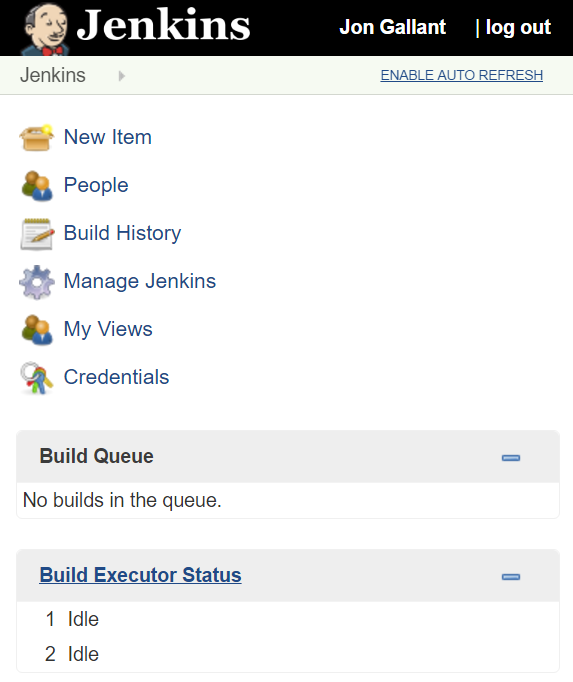 Jenkins
Jon Gallant | log out
Jenkins ENABLE AUTO REFRESH
New Item
People
Build History
Manage Jenkins
My Views
Credentials
Build Queue
No builds in the queue.
Build Executor Status
1 Idle
2 Idle